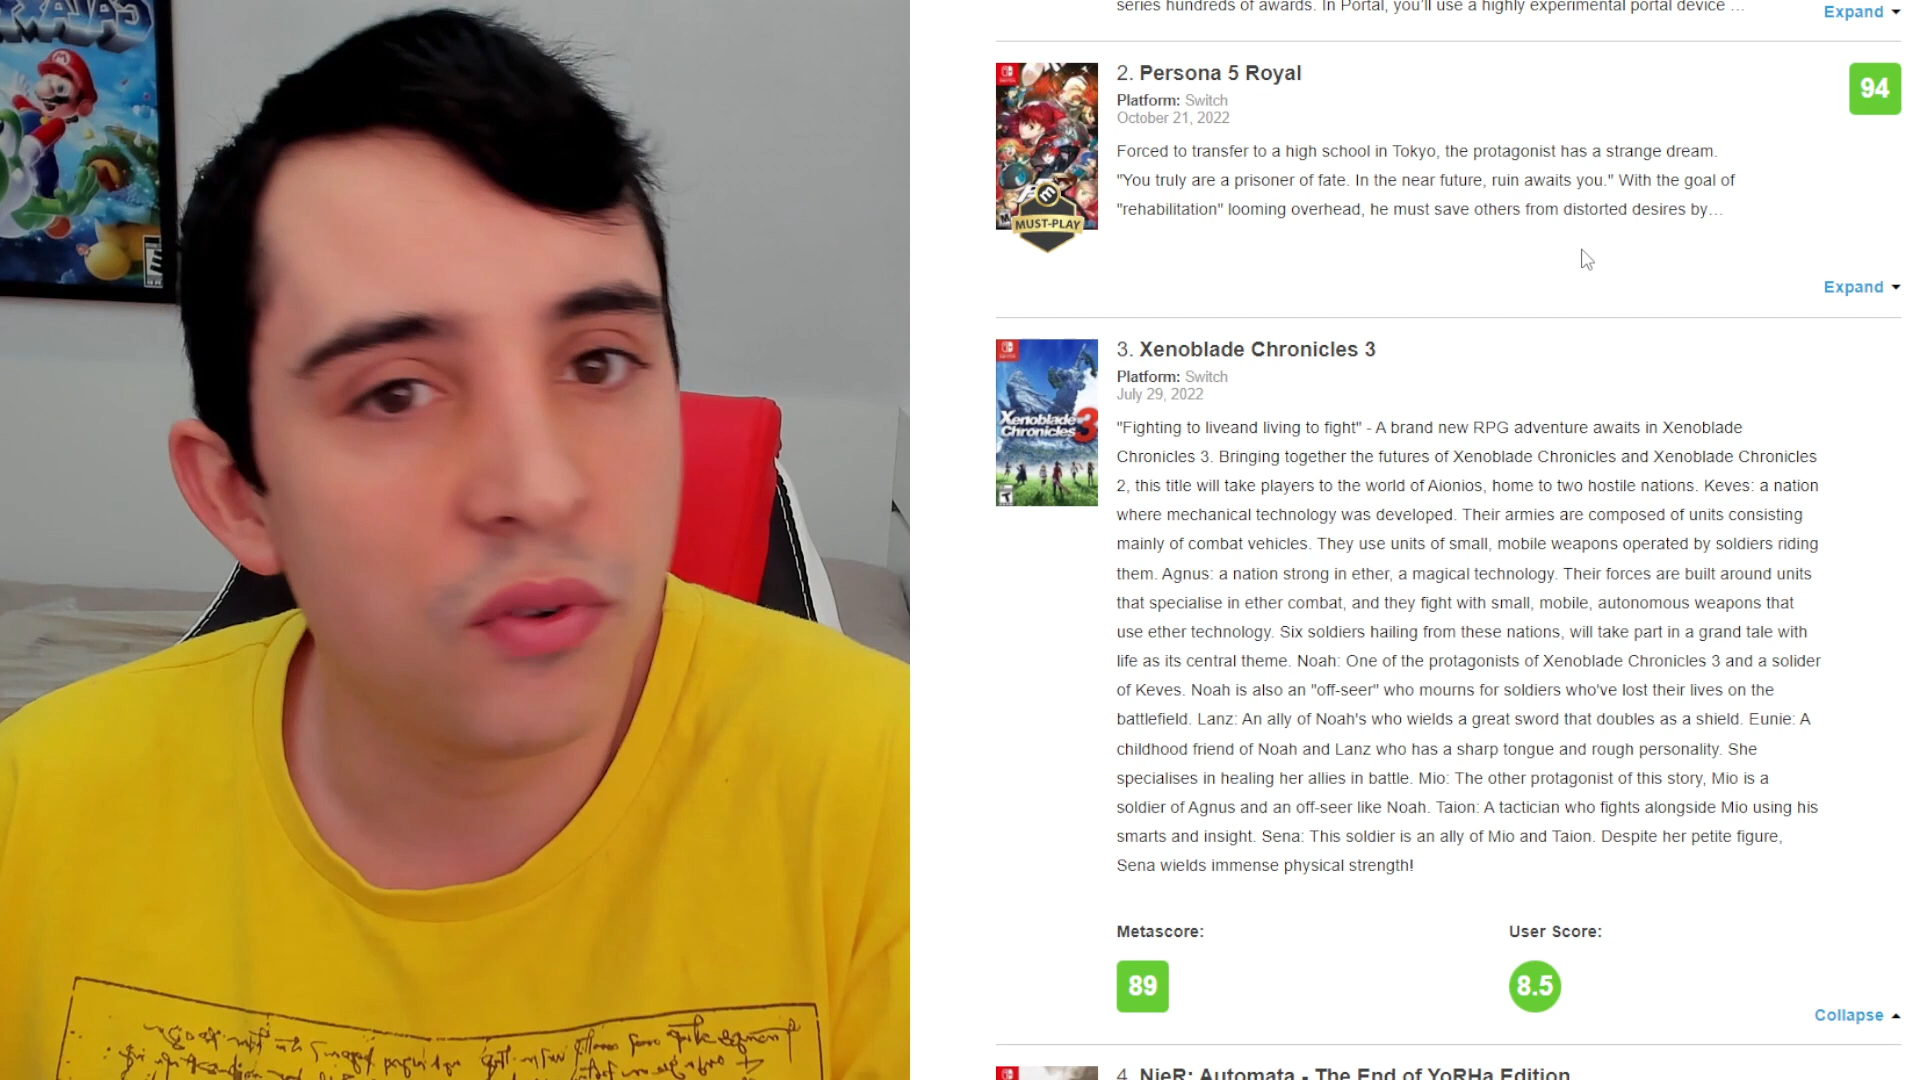 GALAXY
series hundreds of awards. In Portal, you'll use a highly experimental portal device …
Expand
2. Persona 5 Royal
Platform: Switch
October 21, 2022
94
Forced to transfer to a high school in Tokyo, the protagonist has a strange dream.
"You truly are a prisoner of fate. In the near future, ruin awaits you." With the goal of
"rehabilitation" looming overhead, he must save others from distorted desires by…
MUST-PLAY
Expand
3. Xenoblade Chronicles 3
Platform: Switch
July 29, 2022
Xenoblade
Chronicles 3
"Fighting to liveand living to fight" - A brand new RPG adventure awaits in Xenoblade
Chronicles 3. Bringing together the futures of Xenoblade Chronicles and Xenoblade Chronicles
2, this title will take players to the world of Aionios, home to two hostile nations. Keves: a nation
where mechanical technology was developed. Their armies are composed of units consisting
mainly of combat vehicles. They use units of small, mobile weapons operated by soldiers riding
them. Agnus: a nation strong in ether, a magical technology. Their forces are built around units
that specialise in ether combat, and they fight with small, mobile, autonomous weapons that
use ether technology. Six soldiers hailing from these nations, will take part in a grand tale with
life as its central theme. Noah: One of the protagonists of Xenoblade Chronicles 3 and a solider
of Keves. Noah is also an "off-seer" who mourns for soldiers who've lost their lives on the
battlefield. Lanz: An ally of Noah's who wields a great sword that doubles as a shield. Eunie: A
childhood friend of Noah and Lanz who has a sharp tongue and rough personality. She
specialises in healing her allies in battle. Mio: The other protagonist of this story, Mio is a
soldier of Agnus and an off-seer like Noah. Taion: A tactician who fights alongside Mio using his
smarts and insight. Sena: This soldier is an ally of Mio and Taion. Despite her petite figure,
Sena wields immense physical strength!
Metascore:
User Score:
89
8.5
Collapse
4. NieR: Automata - The End of YoRHa Edition